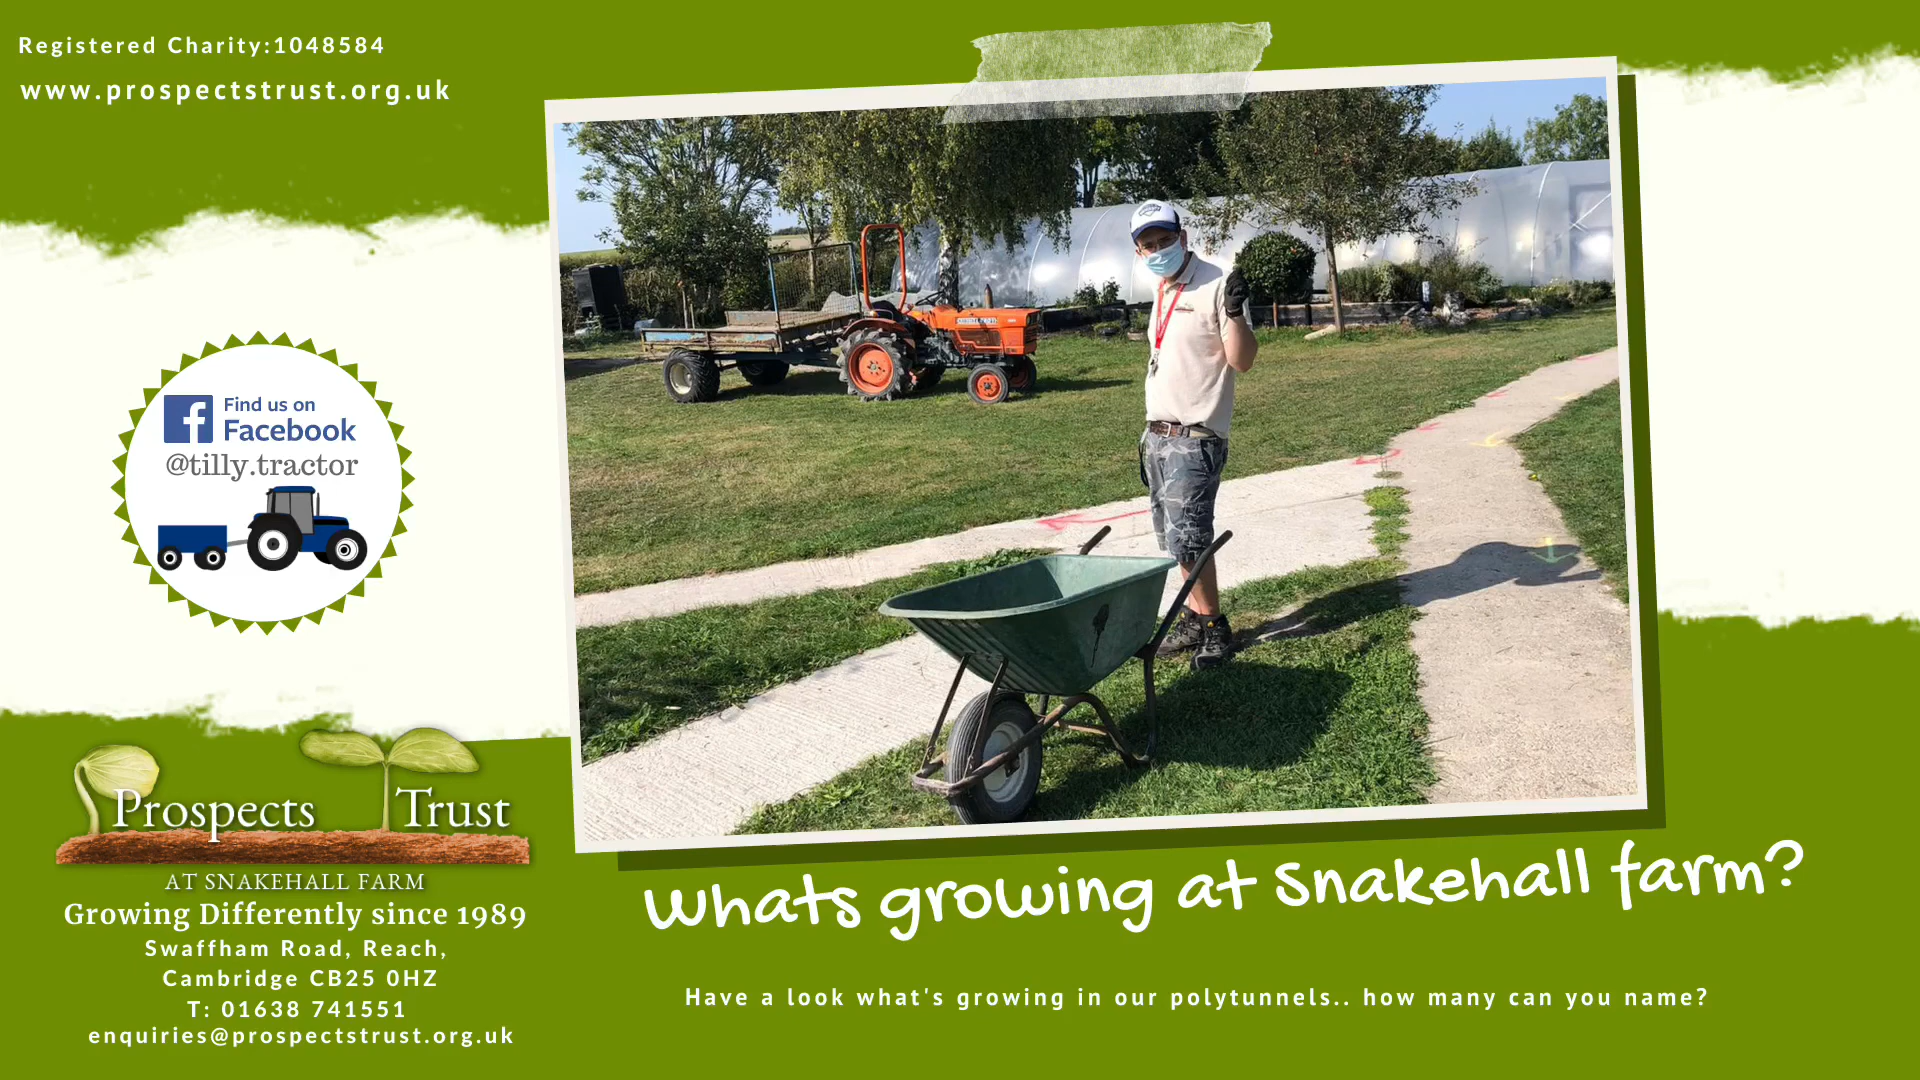 Registered Charity:1048584
www.prospectstrust.org.uk
Find us on
Facebook
@tilly.tractor
Prospects Trust
AT SNAKEHALL FARM
Growing Differently since 1989
Swaffham Road, Reach,
Cambridge CB25 0HZ
T: 01638 741551
enquiries@prospectstrust.org.uk
Whats growing at Snakehall farm?
Have a look what's growing in our polytunnels.. how many can you name?